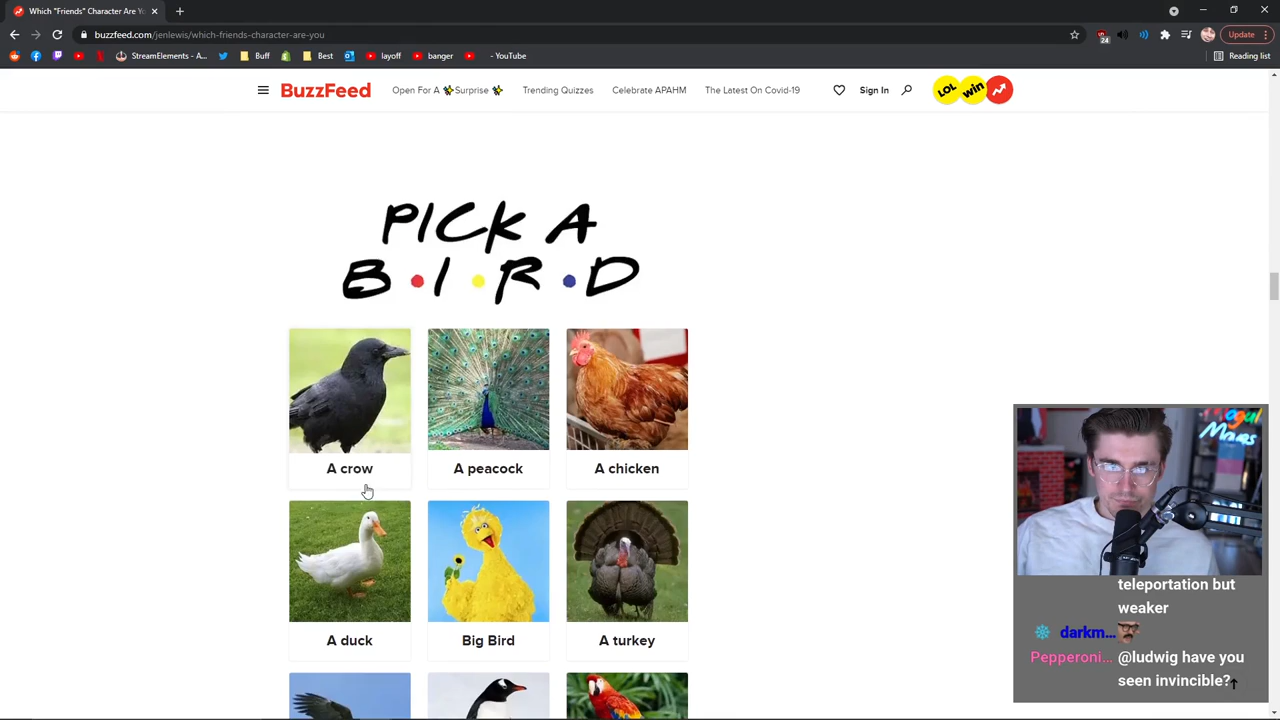 Which "Friends" Character Are Yo
buzzfeed.com/jenlewis/which-friends-character-are-you
24
Update
StreamElements - A...
Buff
Best
layoff
banger
- YouTube
Reading list
BuzzFeed
Open For A Surprise
Trending Quizzes
Celebrate APAHM
The Latest On Covid-19
Sign In
LOL
win
PICK A
B•I•R•D
A crow
A peacock
A chicken
A duck
Big Bird
A turkey
teleportation but
weaker
darkm...
Pepperoni... @ludwig have you
seen invincible?